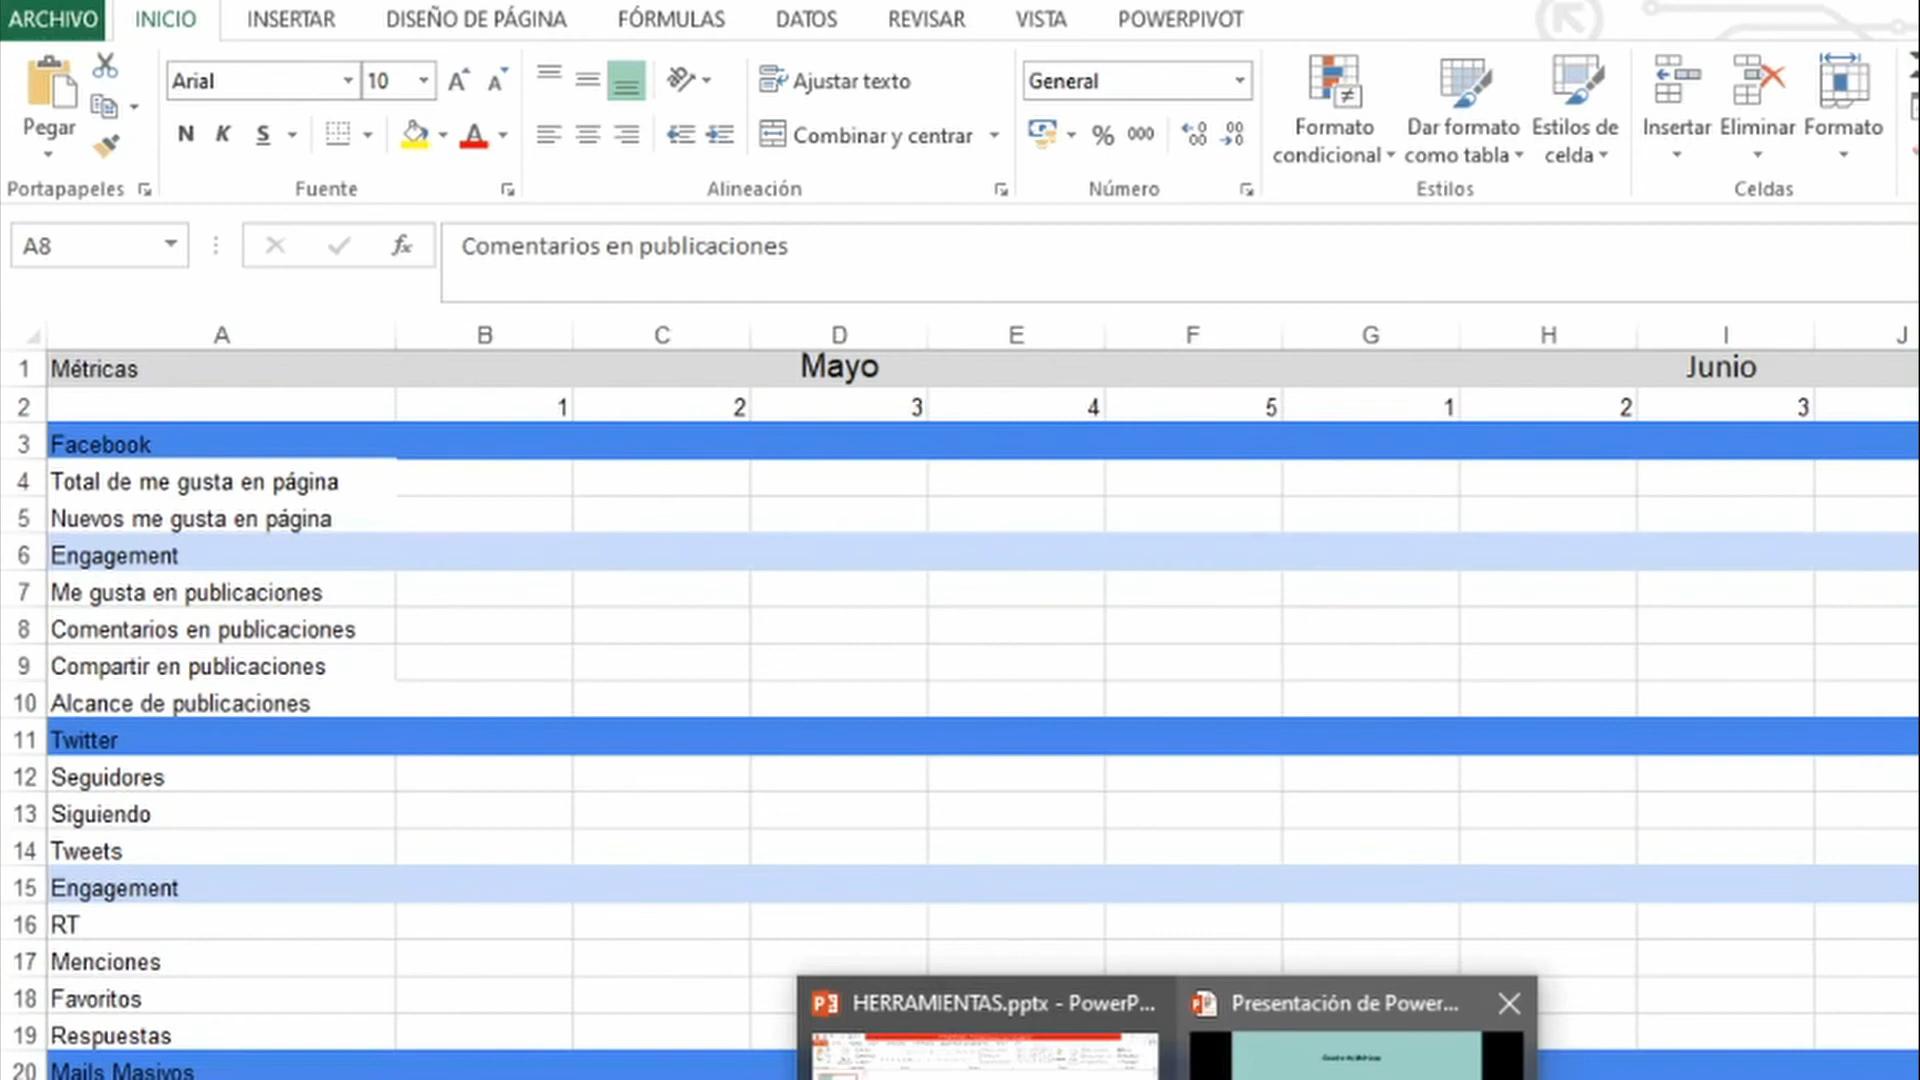 ARCHIVO INICIO INSERTAR DISEÑO DE PÁGINA FÓRMULAS DATOS REVISAR VISTA POWERPIVOT
Arial 10 Ajustar texto General
Pegar N K S Combinar y centrar % 000 Formato condicional Dar formato como tabla Estilos de celda Insertar Eliminar Formato
Portapapeles Fuente Alineación Número Estilos Celdas
A8 fx Comentarios en publicaciones
A B C D E F G H I J
1 Métricas Mayo Junio
2 1 2 3 4 5 1 2 3
3 Facebook
4 Total de me gusta en página
5 Nuevos me gusta en página
6 Engagement
7 Me gusta en publicaciones
8 Comentarios en publicaciones
9 Compartir en publicaciones
10 Alcance de publicaciones
11 Twitter
12 Seguidores
13 Siguiendo
14 Tweets
15 Engagement
16 RT
17 Menciones
18 Favoritos
19 Respuestas
20 Mails Masivos
HERRAMIENTAS.pptx - PowerP... Presentación de Power...